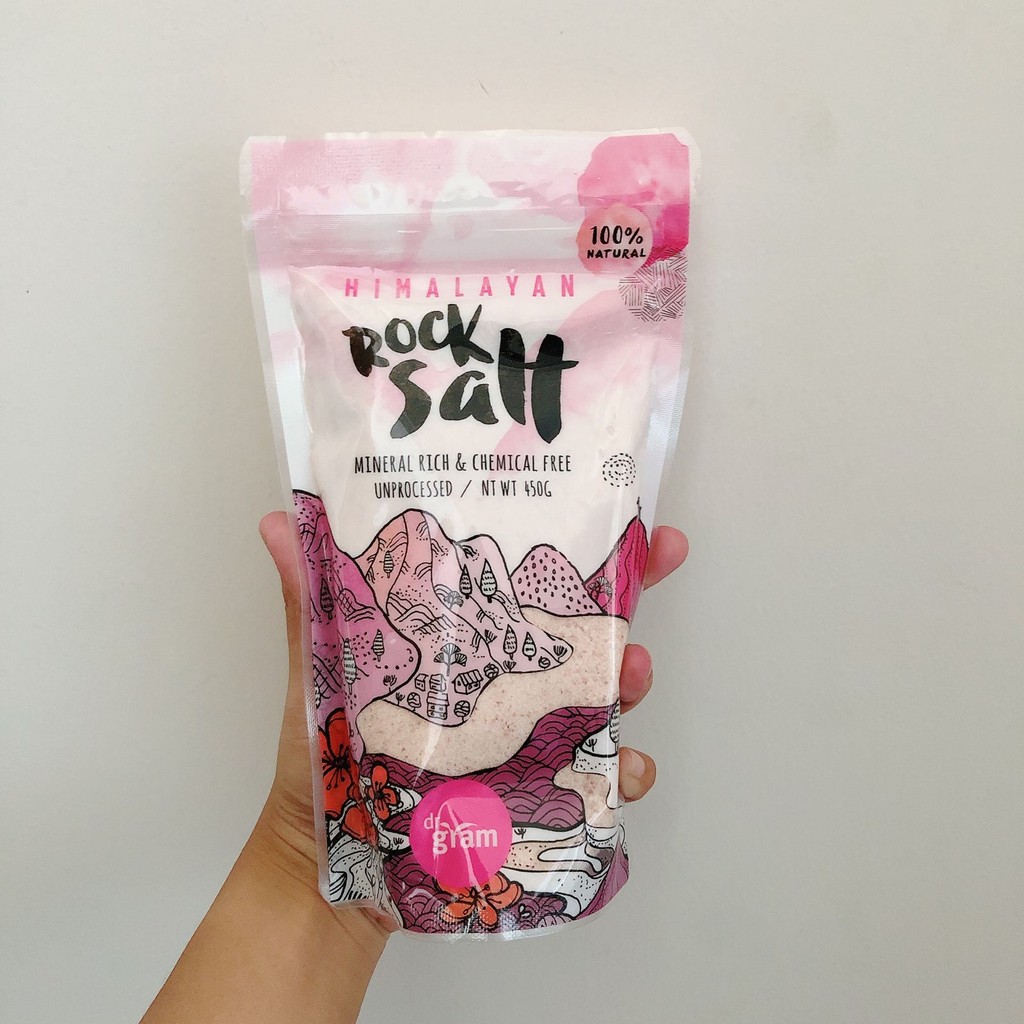 100%
NATURAL
HIMALAYAN
ROCK
Salt
MINERAL RICH & CHEMICAL FREE
UNPROCESSED / NT WT 450G
dr
gram